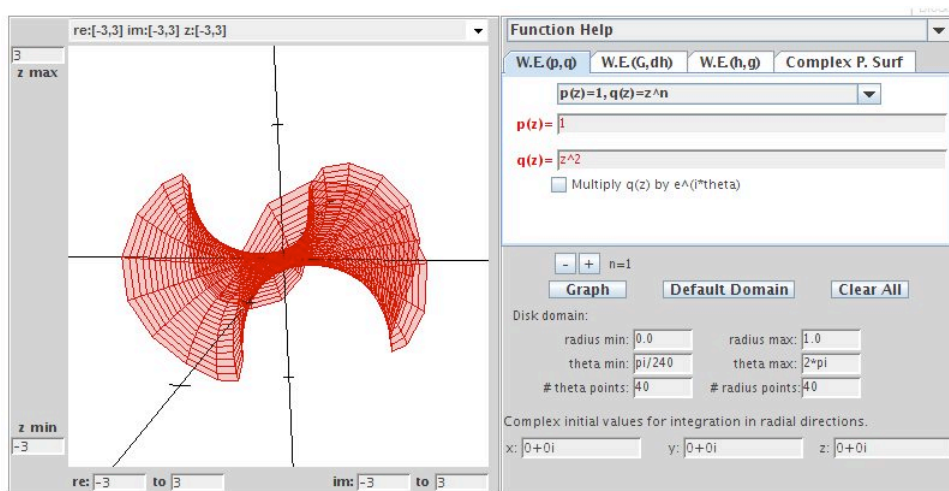 re:[-3,3] im:[-3,3] z:[-3,3]
3
z max
z min
-3
re: -3 to 3 im: -3 to 3
Function Help
W.E.(p,q) W.E.(G,dh) W.E.(h,g) Complex P. Surf
p(z)=1, q(z)=z^n
p(z)= 1
q(z)= z^2
Multiply q(z) by e^(i*theta)
- + n=1
Graph Default Domain Clear All
Disk domain:
radius min: 0.0 radius max: 1.0
theta min: pi/240 theta max: 2*pi
# theta points: 40 # radius points: 40
Complex initial values for integration in radial directions.
x: 0+0i y: 0+0i z: 0+0i